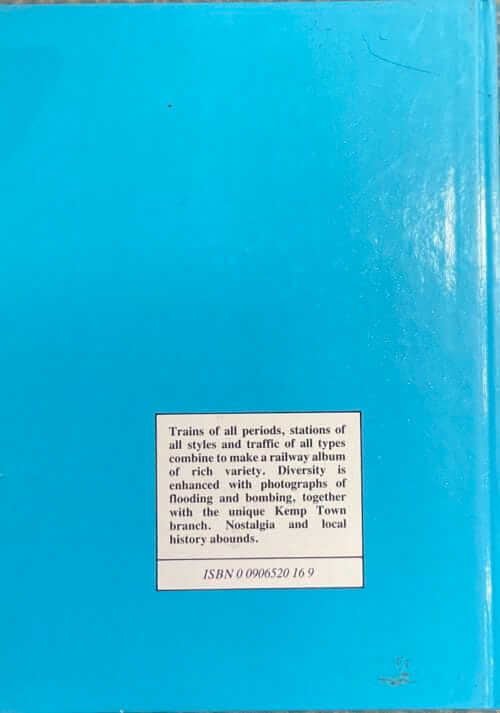 Trains of all periods, stations of
all styles and traffic of all types
combine to make a railway album
of rich variety. Diversity is
enhanced with photographs of
flooding and bombing, together
with the unique Kemp Town
branch. Nostalgia and local
history abounds.
ISBN 0 0906520 16 9